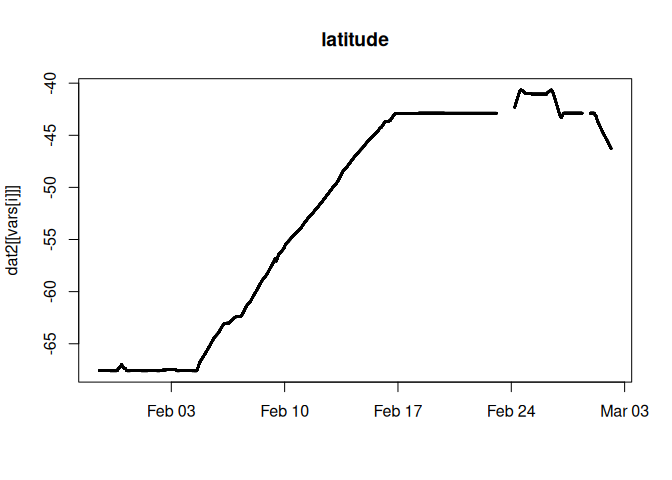 latitude
dat2[[vars[i]]]
-40
-45
-50
-55
-60
-65
Feb 03
Feb 10
Feb 17
Feb 24
Mar 03